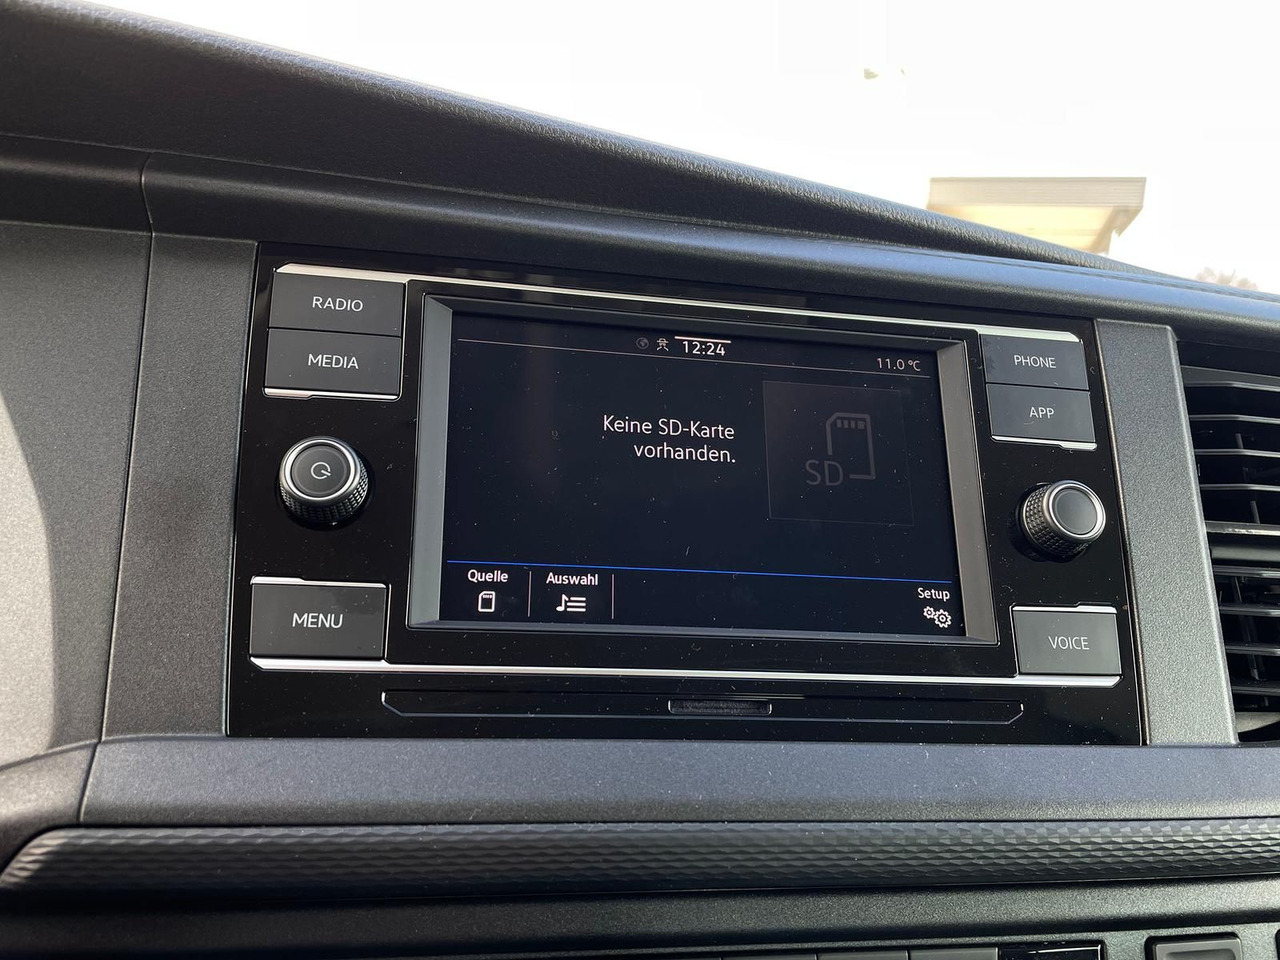 RADIO
MEDIA
MENU
12:24
11.0 °C
Keine SD-Karte
vorhanden.
SD
Quelle
Auswahl
Setup
PHONE
APP
VOICE